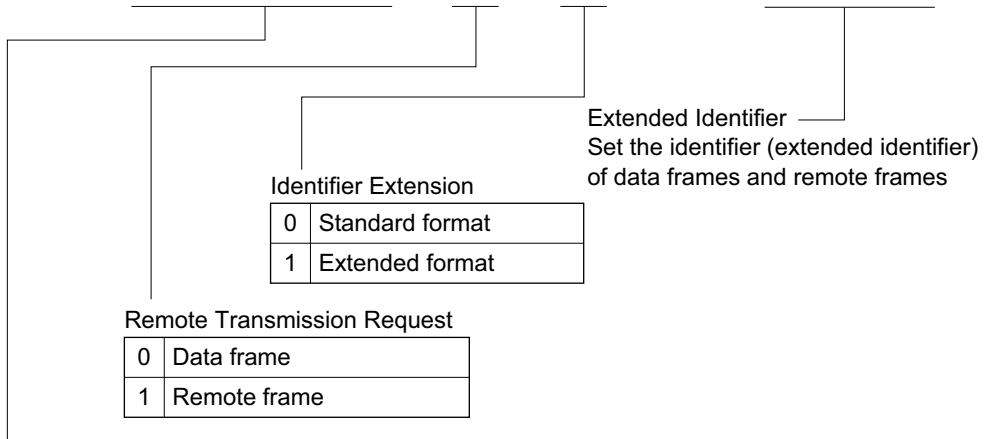 Extended Identifier
Set the identifier (extended identifier)
of data frames and remote frames
Identifier Extension
0 Standard format
1 Extended format
Remote Transmission Request
0 Data frame
1 Remote frame